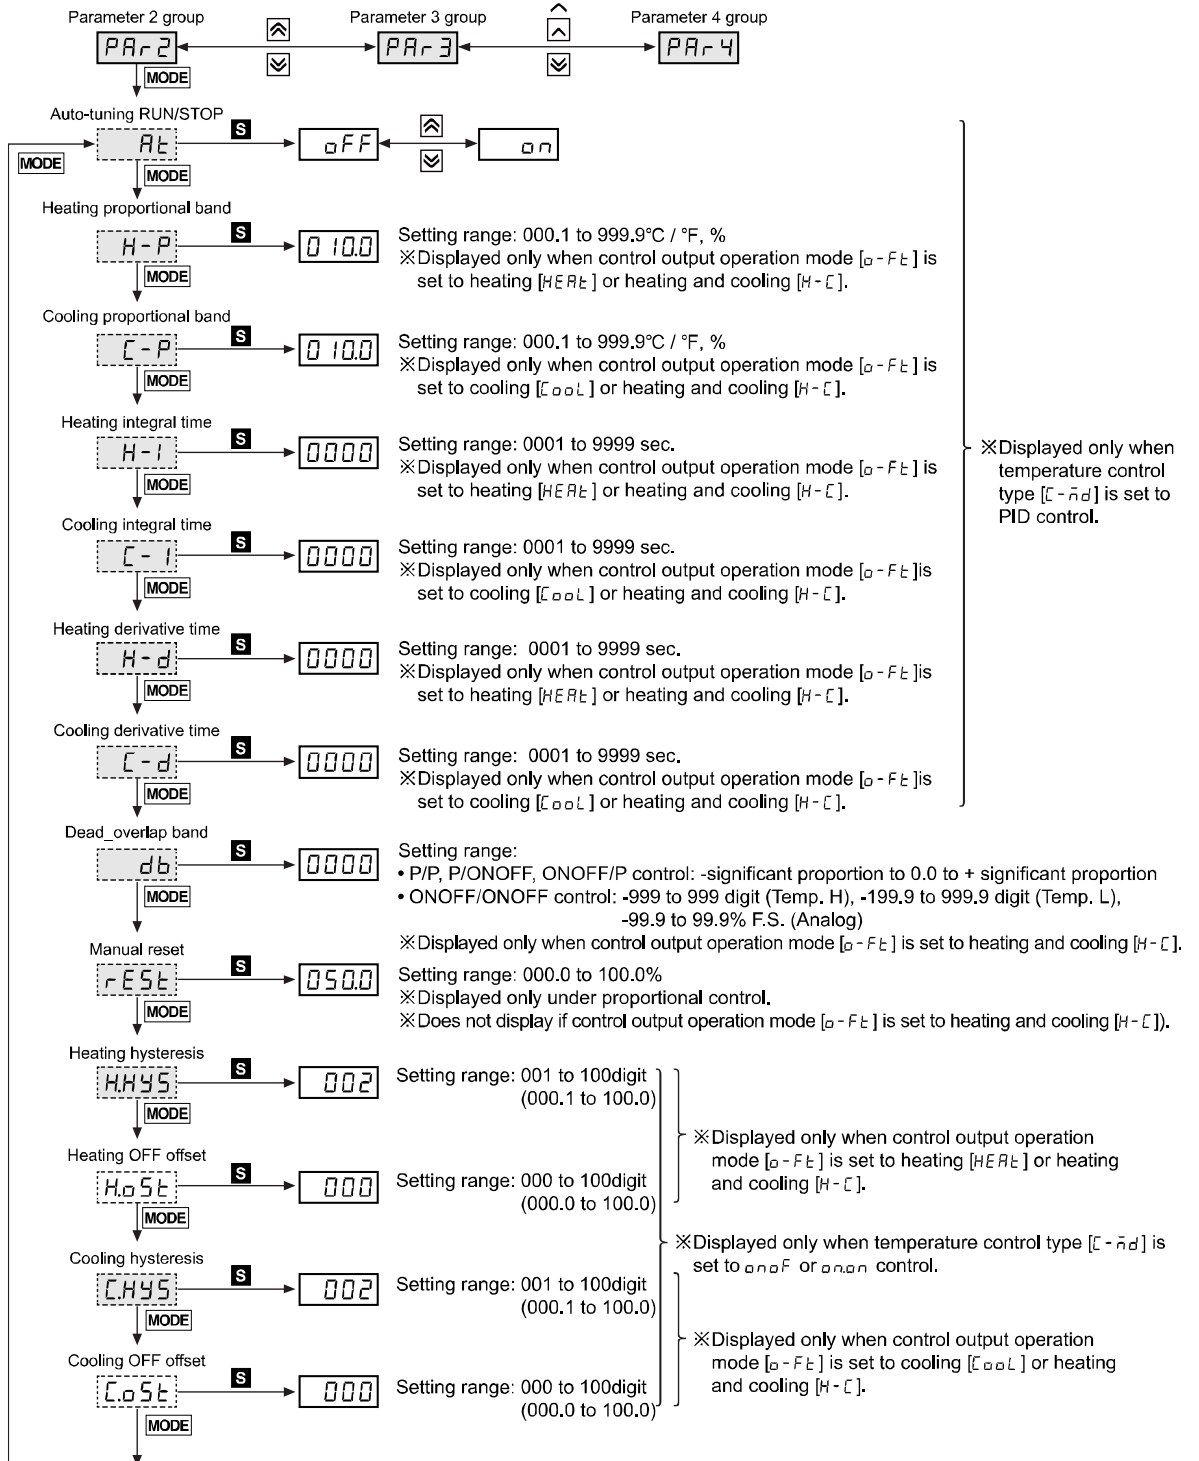 Parameter 2 group
Parameter 3 group
Parameter 4 group
PAr2
PAr3
PAr4
MODE
Auto-tuning RUN/STOP
MODE
At
S
oFF
on
MODE
Heating proportional band
H-P
S
010.0
Setting range: 000.1 to 999.9°C / °F, %
※Displayed only when control output operation mode [o-Ft] is
set to heating [HEAt] or heating and cooling [H-C].
MODE
Cooling proportional band
C-P
S
010.0
Setting range: 000.1 to 999.9°C / °F, %
※Displayed only when control output operation mode [o-Ft] is
set to cooling [CooL] or heating and cooling [H-C].
MODE
Heating integral time
H-I
S
0000
Setting range: 0001 to 9999 sec.
※Displayed only when control output operation mode [o-Ft] is
set to heating [HEAt] or heating and cooling [H-C].
MODE
※Displayed only when
temperature control
type [C-ñd] is set to
PID control.
Cooling integral time
C-I
S
0000
Setting range: 0001 to 9999 sec.
※Displayed only when control output operation mode [o-Ft]is
set to cooling [CooL] or heating and cooling [H-C].
MODE
Heating derivative time
H-d
S
0000
Setting range: 0001 to 9999 sec.
※Displayed only when control output operation mode [o-Ft]is
set to heating [HEAt] or heating and cooling [H-C].
MODE
Cooling derivative time
C-d
S
0000
Setting range: 0001 to 9999 sec.
※Displayed only when control output operation mode [o-Ft]is
set to cooling [CooL] or heating and cooling [H-C].
MODE
Dead_overlap band
db
S
0000
Setting range:
• P/P, P/ONOFF, ONOFF/P control: -significant proportion to 0.0 to + significant proportion
• ONOFF/ONOFF control: -999 to 999 digit (Temp. H), -199.9 to 999.9 digit (Temp. L),
-99.9 to 99.9% F.S. (Analog)
※Displayed only when control output operation mode [o-Ft] is set to heating and cooling [H-C].
MODE
Manual reset
rESt
S
050.0
Setting range: 000.0 to 100.0%
※Displayed only under proportional control.
※Does not display if control output operation mode [o-Ft] is set to heating and cooling [H-C]).
MODE
Heating hysteresis
H.HYS
S
002
Setting range: 001 to 100digit
(000.1 to 100.0)
MODE
※Displayed only when control output operation
mode [o-Ft] is set to heating [HEAt] or heating
and cooling [H-C].
Heating OFF offset
H.oSt
S
000
Setting range: 000 to 100digit
(000.0 to 100.0)
MODE
※Displayed only when temperature control type [C-ñd] is
set to onoF or on.on control.
Cooling hysteresis
C.HYS
S
002
Setting range: 001 to 100digit
(000.1 to 100.0)
MODE
※Displayed only when control output operation
mode [o-Ft] is set to cooling [CooL] or heating
and cooling [H-C].
Cooling OFF offset
C.oSt
S
000
Setting range: 000 to 100digit
(000.0 to 100.0)
MODE